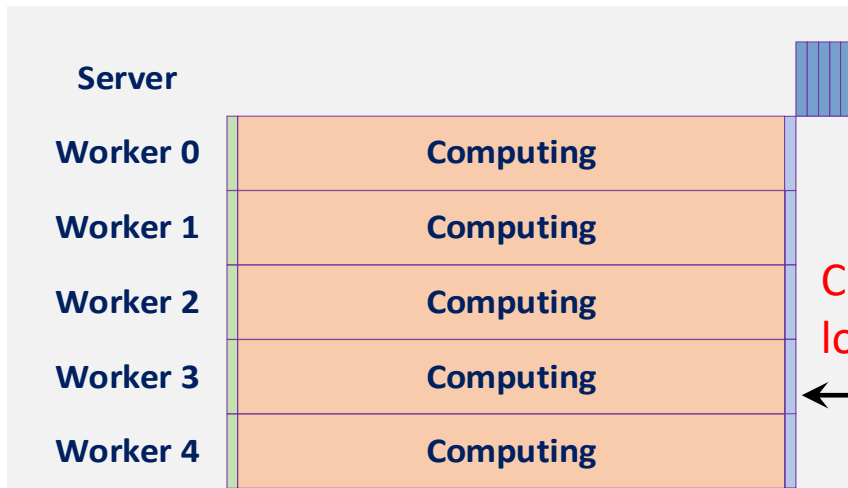 Server
Worker 0 Computing
Worker 1 Computing
Worker 2 Computing
Worker 3 Computing
Worker 4 Computing